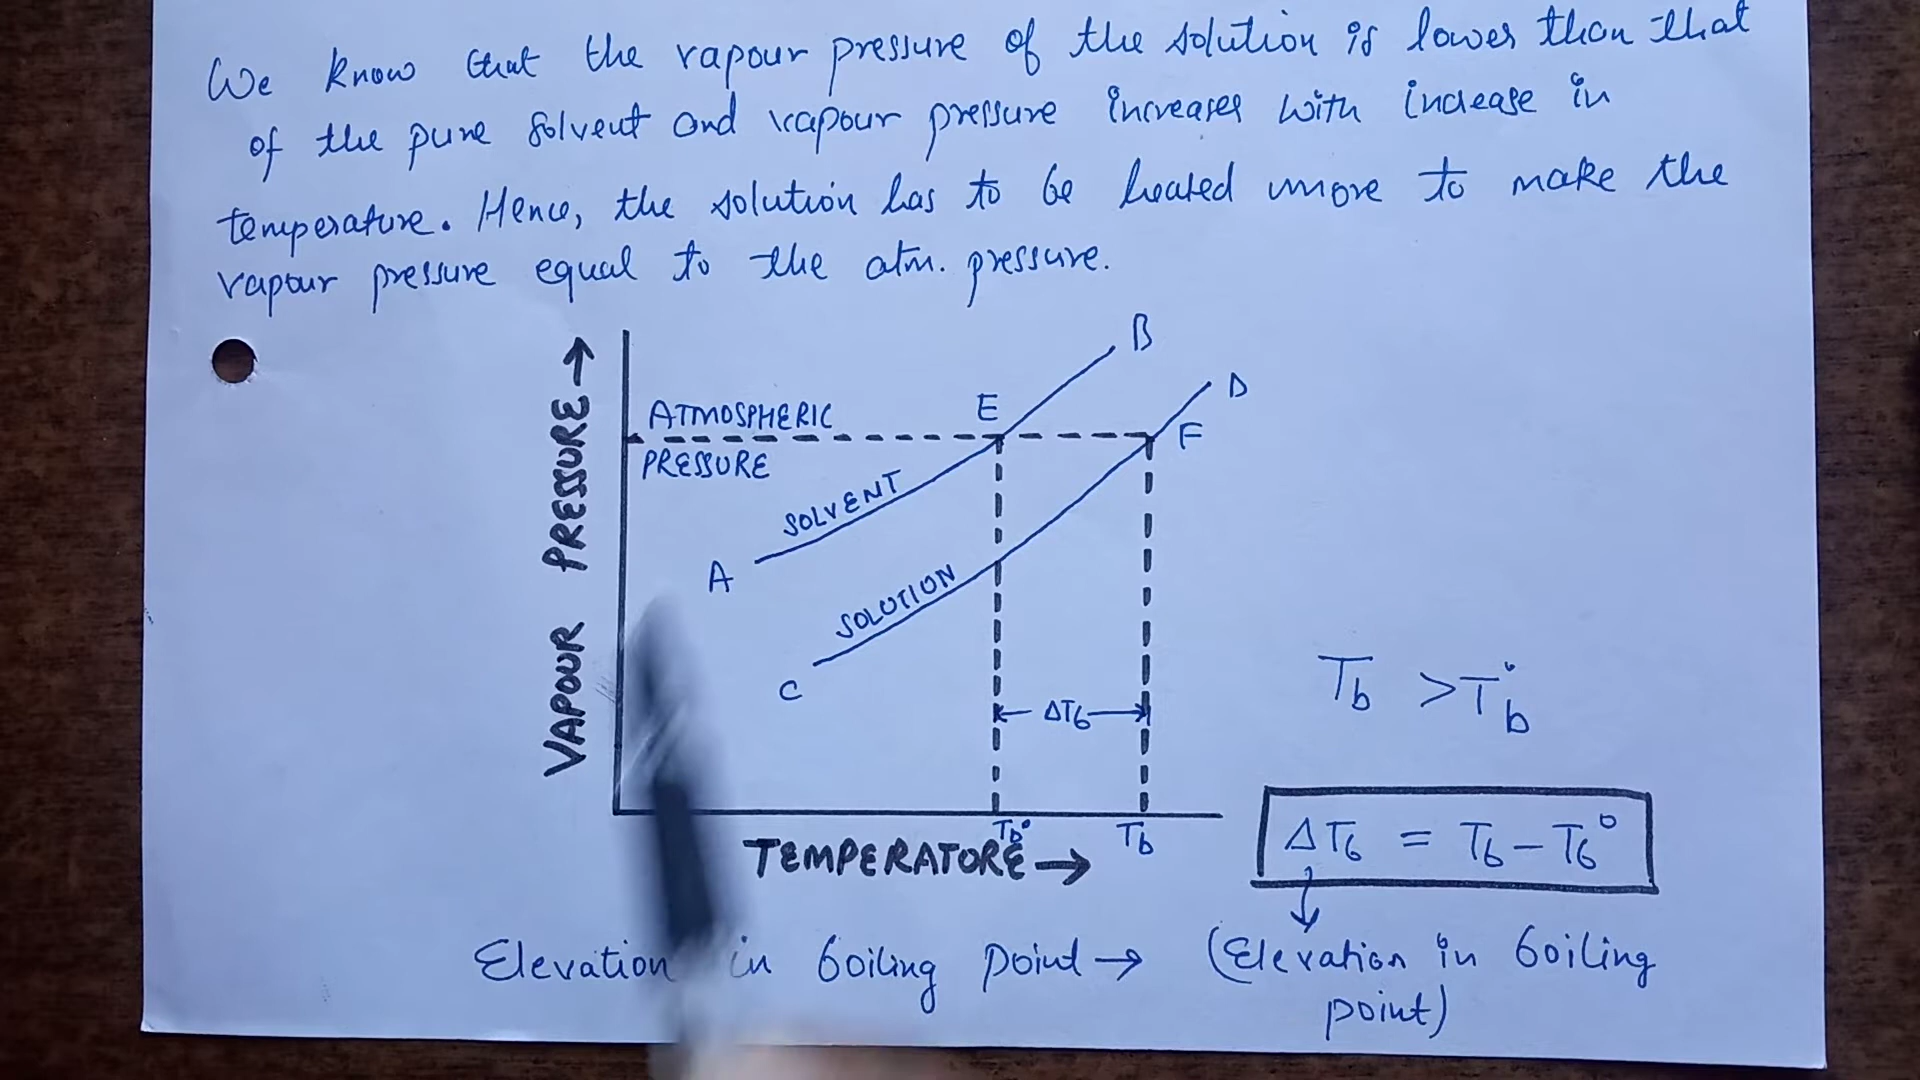 We know that the vapour pressure of the solution is lower than that
of the pure solvent and vapour pressure increases with increase in
temperature. Hence, the solution has to be heated more to make the
vapour pressure equal to the atm. pressure.
B
D
ATMOSPHERIC
E
F
PRESSURE
VAPOUR PRESSURE →
SOLVENT
A
SOLUTION
C
ΔTb
Tb > Tb°
Tb° Tb
TEMPERATURE →
ΔTb = Tb - Tb°
Elevation in boiling point → (Elevation in boiling
point)